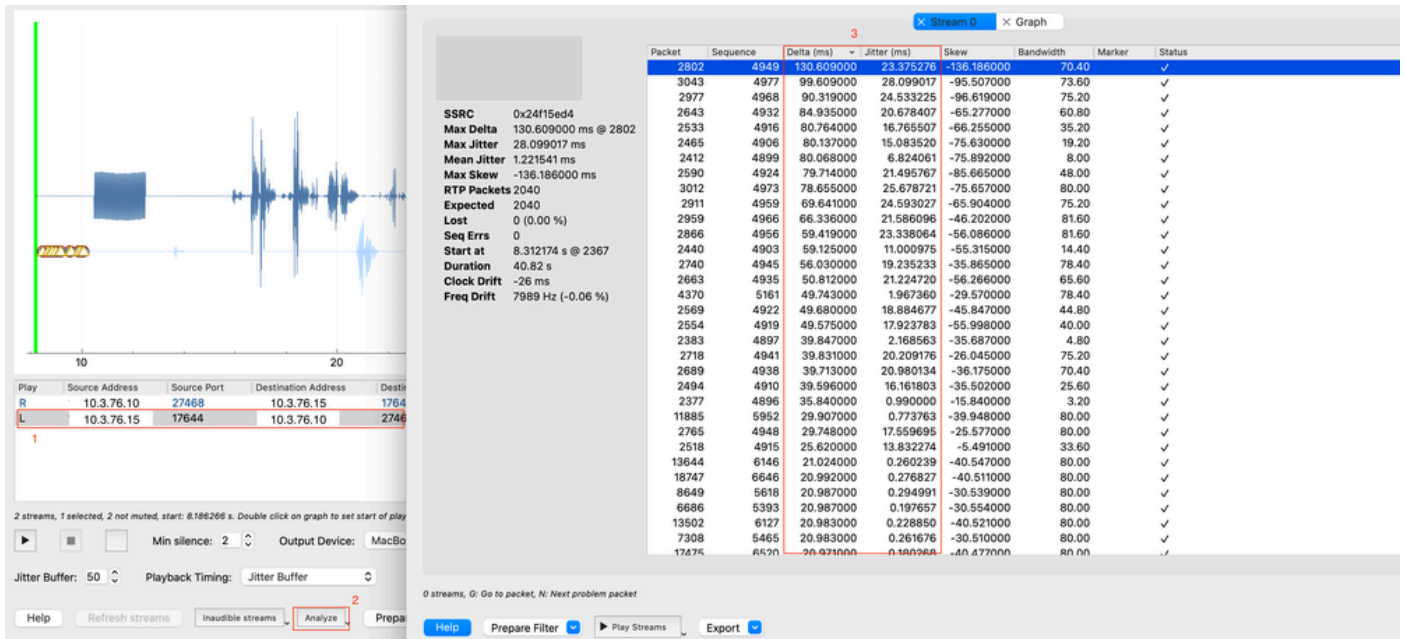 Stream 0 Graph
3
Packet Sequence Delta (ms) Jitter (ms) Skew Bandwidth Marker Status
2802 4949 130.609000 23.375276 -136.186000 70.40 ✓
3043 4977 99.609000 28.099017 -95.507000 73.60 ✓
2977 4968 90.319000 24.533225 -96.619000 75.20 ✓
2643 4932 84.935000 20.678407 -65.277000 60.80 ✓
2533 4916 80.764000 16.765507 -66.255000 35.20 ✓
2465 4906 80.137000 15.083520 -75.630000 19.20 ✓
2412 4899 80.068000 6.824061 -75.892000 8.00 ✓
2590 4924 79.714000 21.495767 -85.665000 48.00 ✓
3012 4973 78.655000 25.678721 -75.657000 80.00 ✓
2911 4959 69.641000 24.593027 -65.904000 75.20 ✓
2959 4966 66.336000 21.586096 -46.202000 81.60 ✓
2866 4956 59.419000 23.338064 -56.086000 81.60 ✓
2440 4903 59.125000 11.000975 -55.315000 14.40 ✓
2740 4945 56.030000 19.235233 -35.865000 78.40 ✓
2663 4935 50.812000 21.224720 -56.266000 65.60 ✓
4370 5161 49.743000 1.967360 -29.570000 78.40 ✓
2569 4922 49.680000 18.884677 -45.847000 44.80 ✓
2554 4919 49.575000 17.923783 -55.998000 40.00 ✓
2383 4897 39.847000 2.168563 -35.687000 4.80 ✓
2718 4941 39.831000 20.209176 -26.045000 75.20 ✓
2689 4938 39.713000 20.980134 -36.175000 70.40 ✓
2494 4910 39.596000 16.161803 -35.502000 25.60 ✓
2377 4896 35.840000 0.990000 -15.840000 3.20 ✓
11885 5952 29.907000 0.773763 -39.948000 80.00 ✓
2765 4948 29.748000 17.559695 -25.577000 80.00 ✓
2518 4915 25.620000 13.832274 -5.491000 33.60 ✓
13644 6146 21.024000 0.260239 -40.547000 80.00 ✓
18747 6646 20.992000 0.276827 -40.511000 80.00 ✓
8649 5618 20.987000 0.294991 -30.539000 80.00 ✓
6686 5393 20.987000 0.197657 -30.554000 80.00 ✓
13502 6127 20.983000 0.228850 -40.521000 80.00 ✓
7308 5465 20.983000 0.261676 -30.510000 80.00 ✓
17475 6520 20.971000 0.180268 -40.477000 80.00 ✓
SSRC 0x24f15ed4
Max Delta 130.609000 ms @ 2802
Max Jitter 28.099017 ms
Mean Jitter 1.221541 ms
Max Skew -136.186000 ms
RTP Packets 2040
Expected 2040
Lost 0 (0.00 %)
Seq Errs 0
Start at 8.312174 s @ 2367
Duration 40.82 s
Clock Drift -26 ms
Freq Drift 7989 Hz (-0.06 %)
10 20
Play Source Address Source Port Destination Address Destin
R 10.3.76.10 27468 10.3.76.15 1764
L 10.3.76.15 17644 10.3.76.10 2746
1
2 streams, 1 selected, 2 not muted, start: 8.186266 s. Double click on graph to set start of play
Min silence: 2 Output Device: MacBo
Jitter Buffer: 50 Playback Timing: Jitter Buffer
2
Help Refresh streams Inaudible streams Analyze Prepa
0 streams, G: Go to packet, N: Next problem packet
Help Prepare Filter Play Streams Export